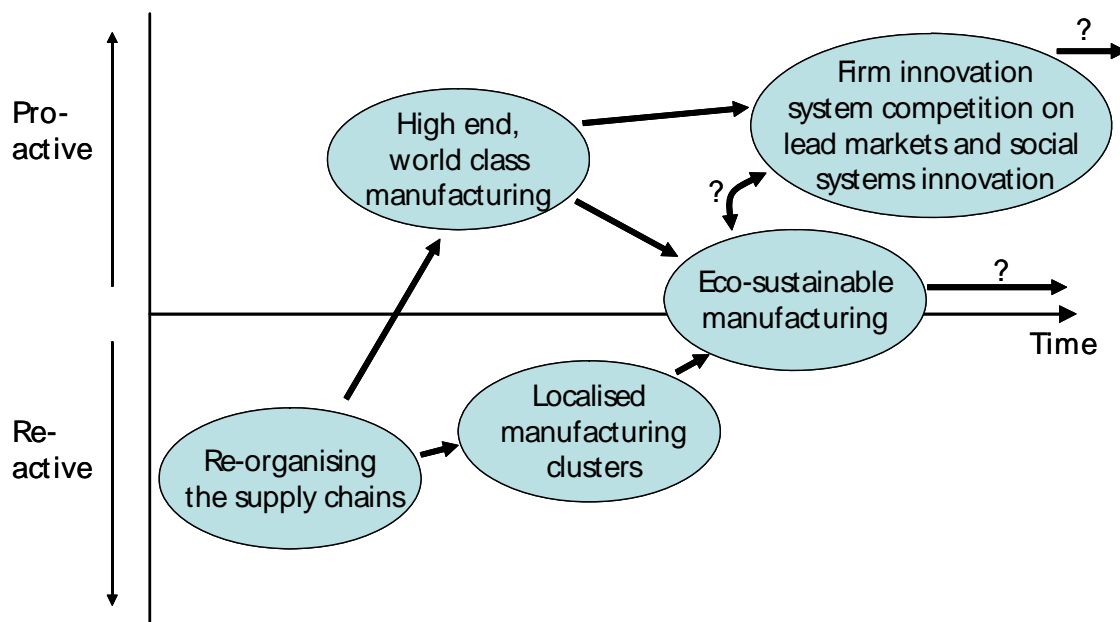 ?
Pro-
active
High end,
world class
manufacturing
Firm innovation
system competition on
lead markets and social
systems innovation
?
Eco-sustainable
manufacturing
?
Time
Re-
active
Localised
manufacturing
clusters
Re-organising
the supply chains